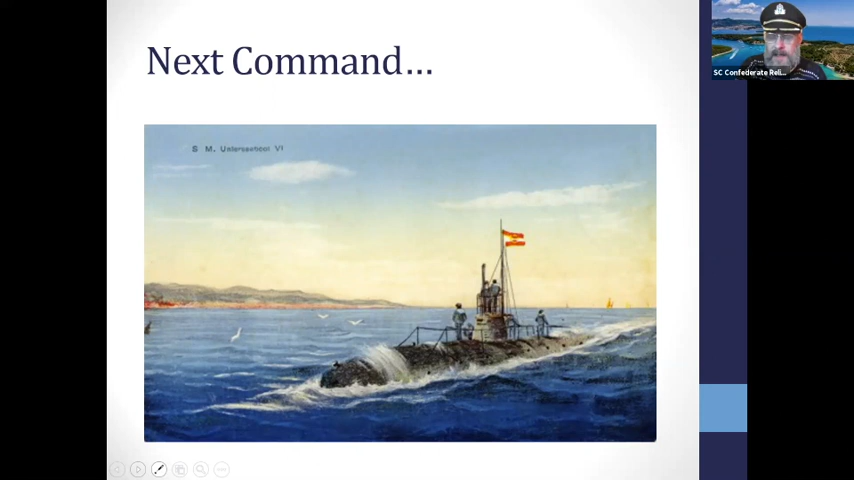 Next Command...
S M. Unterseeboot VI
SC Confederate Reli...